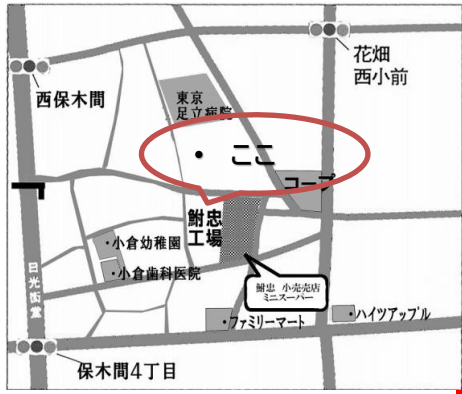 花畑
西小前
西保木間
東京
足立病院
ここ
コープ
鮒忠
工場
小倉幼稚園
小倉歯科医院
日光街道
鮒忠 小売売店
ミニスーパー
ファミリーマート
ハイツアップル
保木間4丁目